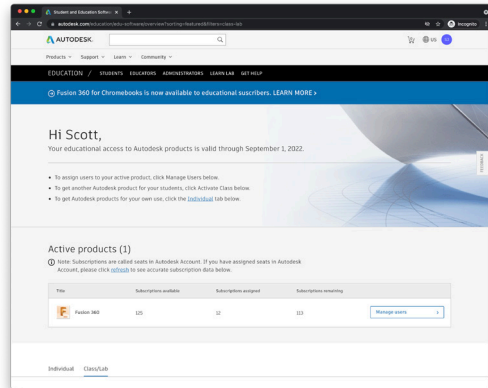 Student and Education Softwa
autodesk.com/education/edu-software/overview?sorting=featured&filters=class-lab
Incognito
AUTODESK.
US
Products Support Learn Community
EDUCATION / STUDENTS EDUCATORS ADMINISTRATORS LEARN LAB GET HELP
Fusion 360 for Chromebooks is now available to educational suscribers. LEARN MORE >
Hi Scott,
Your educational access to Autodesk products is valid through September 1, 2022.
FEEDBACK
• To assign users to your active product, click Manage Users below.
• To get another Autodesk product for your students, click Activate Class below.
• To get Autodesk products for your own use, click the Individual tab below.
Active products (1)
Note: Subscriptions are called seats in Autodesk Account. If you have assigned seats in Autodesk
Account, please click refresh to see accurate subscription data below.
Title Subscriptions available Subscriptions assigned Subscriptions remaining
Fusion 360 125 12 113 Manage users >
Individual Class/Lab